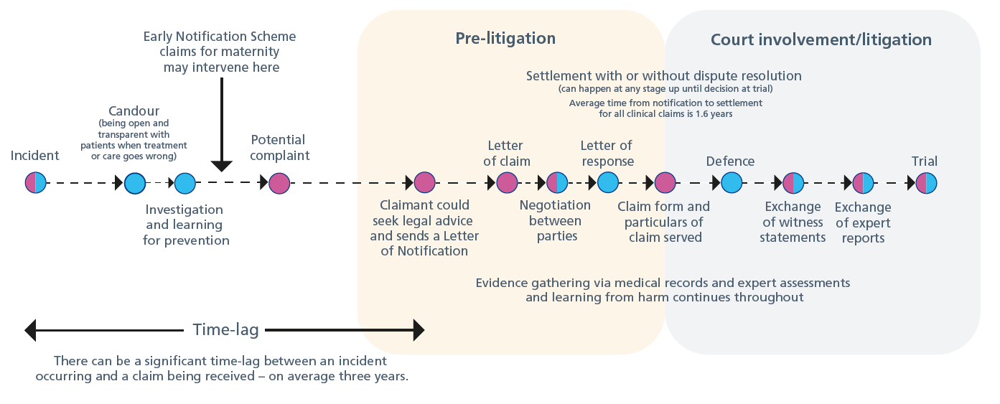 Early Notification Scheme
claims for maternity
may intervene here
Pre-litigation
Court involvement/litigation
Settlement with or without dispute resolution
(can happen at any stage up until decision at trial)
Average time from notification to settlement
for all clinical claims is 1.6 years
Incident
Candour
(being open and
transparent with
patients when treatment
or care goes wrong)
Investigation
and learning
for prevention
Potential
complaint
Claimant could
seek legal advice
and sends a Letter
of Notification
Letter
of claim
Negotiation
between
parties
Letter of
response
Claim form and
particulars of
claim served
Defence
Exchange
of witness
statements
Exchange
of expert
reports
Trial
Evidence gathering via medical records and expert assessments
and learning from harm continues throughout
Time-lag
There can be a significant time-lag between an incident
occurring and a claim being received – on average three years.